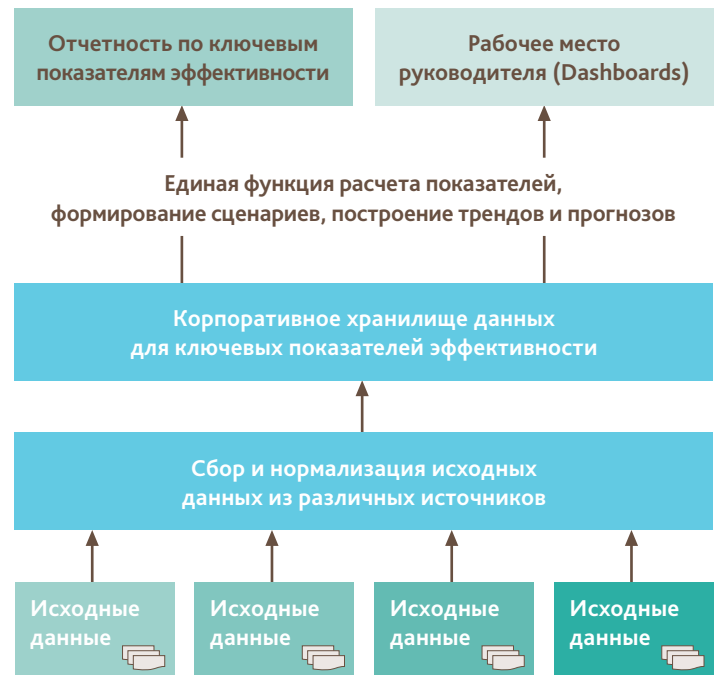 Отчетность по ключевым
показателям эффективности
Рабочее место
руководителя (Dashboards)
Единая функция расчета показателей,
формирование сценариев, построение трендов и прогнозов
Корпоративное хранилище данных
для ключевых показателей эффективности
Сбор и нормализация исходных
данных из различных источников
Исходные
данные
Исходные
данные
Исходные
данные
Исходные
данные